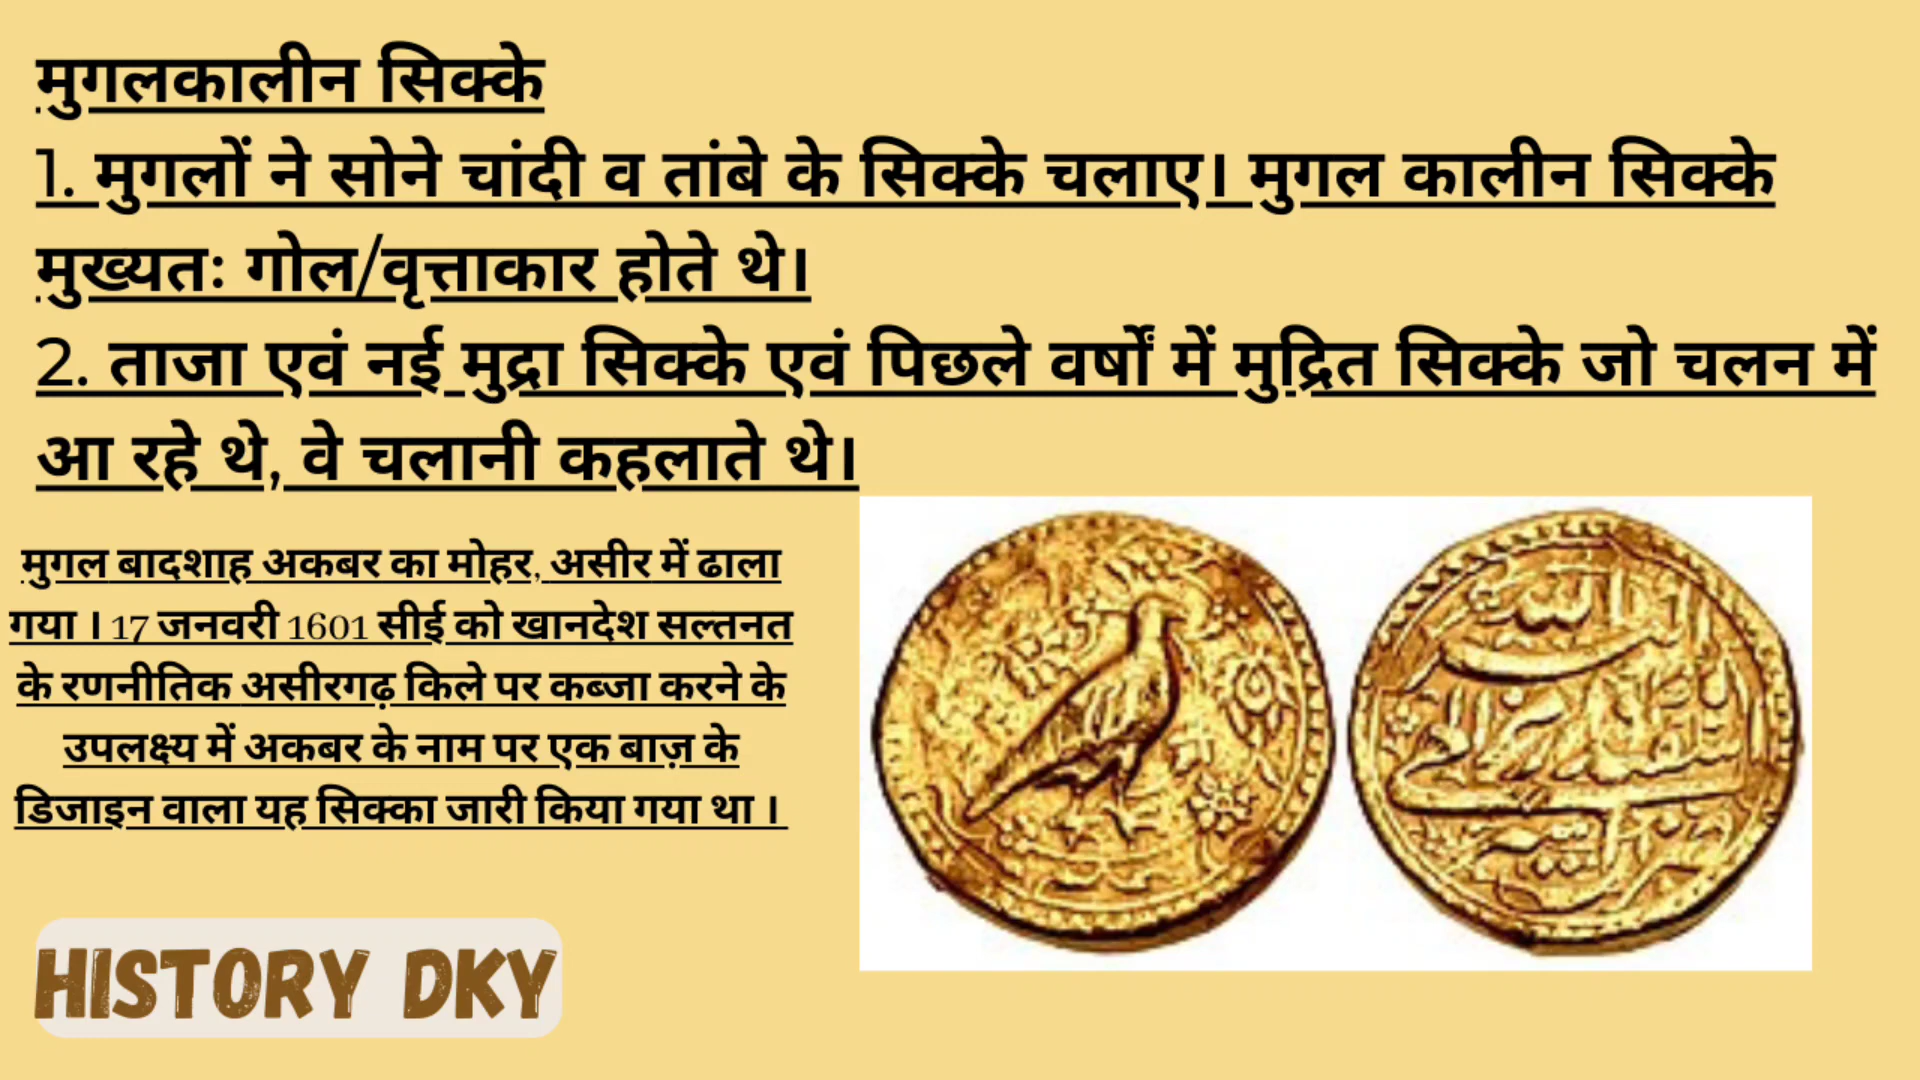 मुगलकालीन सिक्के
1. मुगलों ने सोने चांदी व तांबे के सिक्के चलाए। मुगल कालीन सिक्के
मुख्यतः गोल/वृत्ताकार होते थे।
2. ताजा एवं नई मुद्रा सिक्के एवं पिछले वर्षों में मुद्रित सिक्के जो चलन में
आ रहे थे, वे चलानी कहलाते थे।
मुगल बादशाह अकबर का मोहर, असीर में ढाला
गया । 17 जनवरी 1601 सीई को खानदेश सल्तनत
के रणनीतिक असीरगढ़ किले पर कब्जा करने के
उपलक्ष्य में अकबर के नाम पर एक बाज़ के
डिजाइन वाला यह सिक्का जारी किया गया था ।
HISTORY DKY